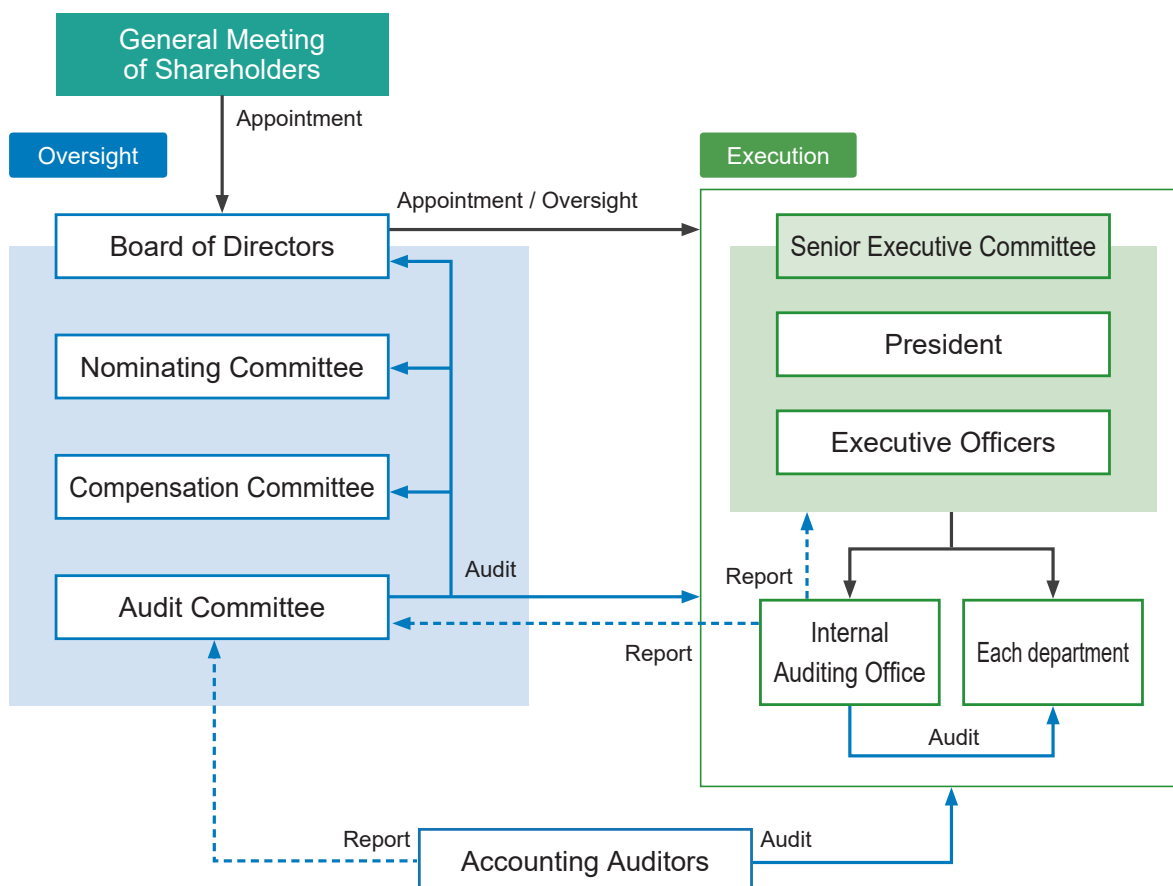 General Meeting
of Shareholders
Appointment
Oversight
Execution
Appointment / Oversight
Board of Directors
Senior Executive Committee
Nominating Committee
President
Executive Officers
Compensation Committee
Audit
Report
Audit Committee
Report
Internal
Auditing Office
Each department
Audit
Report
Accounting Auditors
Audit